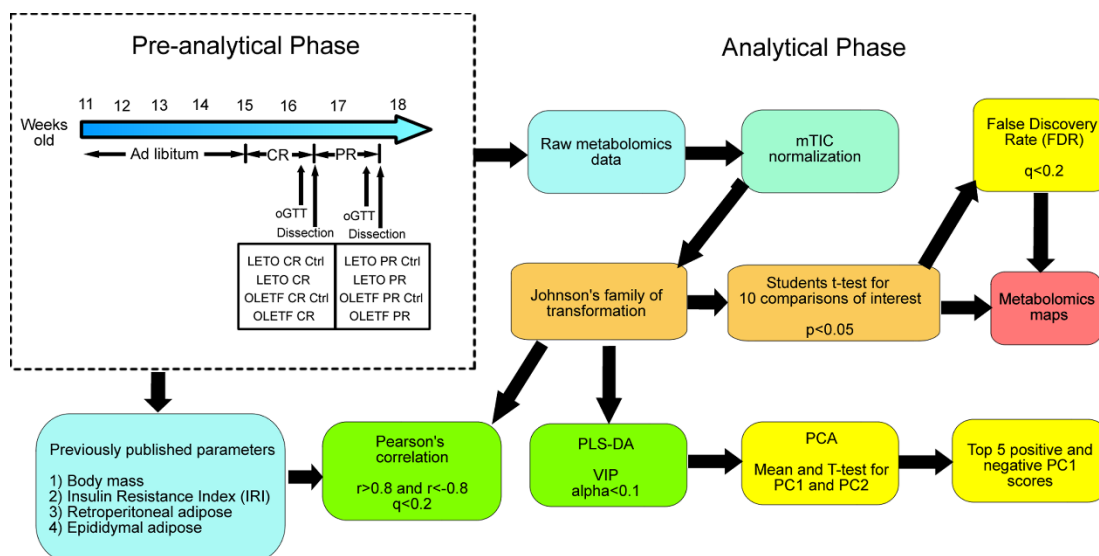 Pre-analytical Phase
11 12 13 14 15 16 17 18
Weeks
old
Ad libitum
CR
PR
oGTT
Dissection
oGTT
Dissection
LETO CR Ctrl
LETO CR
OLETF CR Ctrl
OLETF CR
LETO PR Ctrl
LETO PR
OLETF PR Ctrl
OLETF PR
Analytical Phase
Raw metabolomics
data
mTIC
normalization
False Discovery
Rate (FDR)
q<0.2
Johnson's family of
transformation
Students t-test for
10 comparisons of interest
p<0.05
Metabolomics
maps
Previously published parameters
1) Body mass
2) Insulin Resistance Index (IRI)
3) Retroperitoneal adipose
4) Epididymal adipose
Pearson's
correlation
r>0.8 and r<-0.8
q<0.2
PLS-DA
VIP
alpha<0.1
PCA
Mean and T-test for
PC1 and PC2
Top 5 positive and
negative PC1
scores